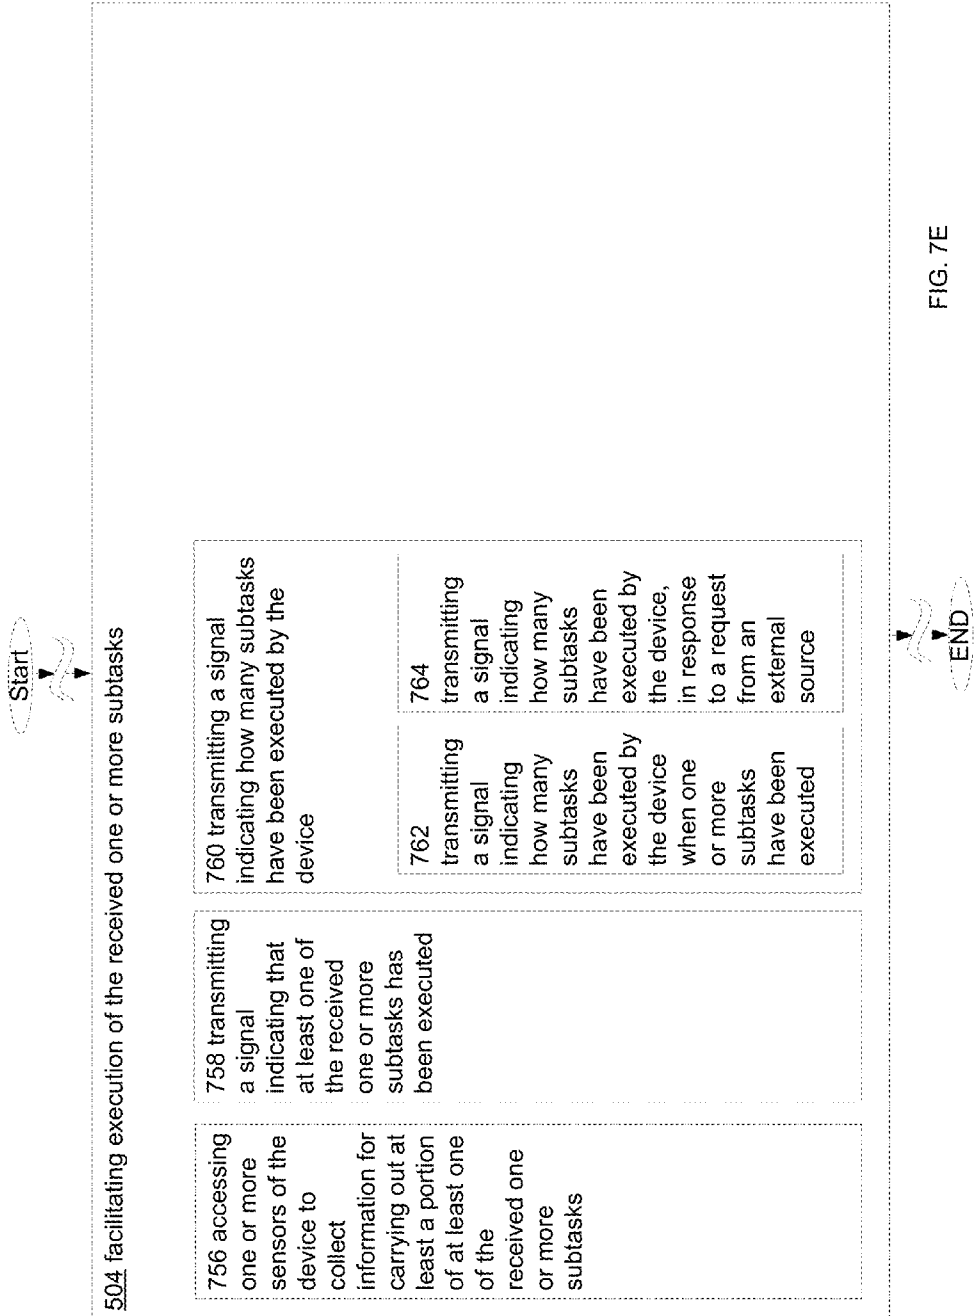 Start
504 facilitating execution of the received one or more subtasks
756 accessing
one or more
sensors of the
device to
collect
information for
carrying out at
least a portion
of at least one
of the
received one
or more
subtasks
758 transmitting
a signal
indicating that
at least one of
the received
one or more
subtasks has
been executed
760 transmitting a signal
indicating how many subtasks
have been executed by the
device
762
transmitting
a signal
indicating
how many
subtasks
have been
executed by
the device
when one
or more
subtasks
have been
executed
764
transmitting
a signal
indicating
how many
subtasks
have been
executed by
the device,
in response
to a request
from an
external
source
END
FIG. 7E